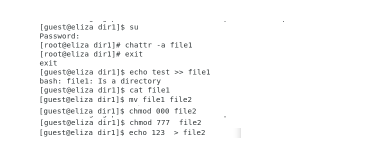 [guest@eliza dir1]$ su
Password:
[root@eliza dir1]# chattr -a file1
[root@eliza dir1]# exit
exit
[guest@eliza dir1]$ echo test >> file1
bash: file1: Is a directory
[guest@eliza dir1]$ cat file1
[guest@eliza dir1]$ mv file1 file2
[guest@eliza dir1]$ chmod 000 file2
[guest@eliza dir1]$ chmod 777  file2
[guest@eliza dir1]$ echo 123  > file2